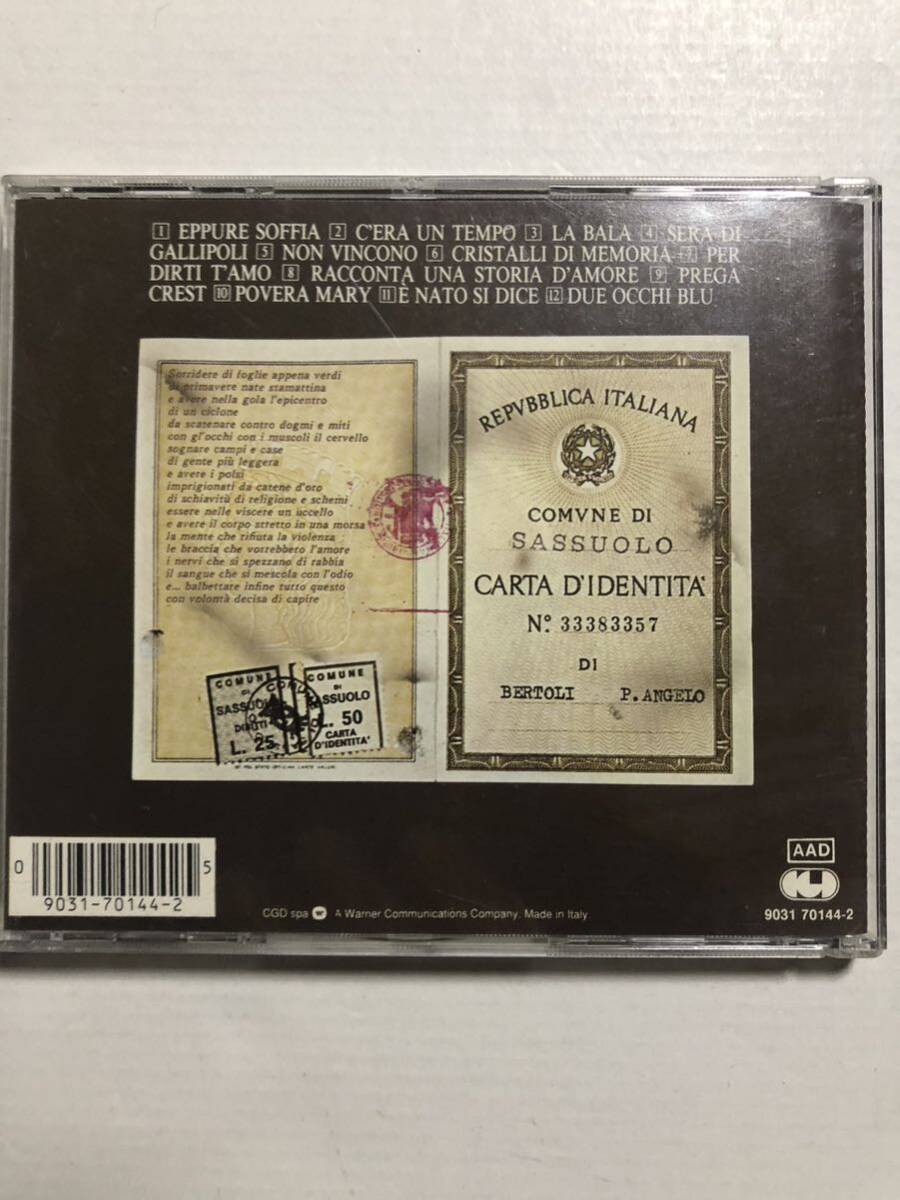 1 EPPURE SOFFIA 2 C'ERA UN TEMPO 3 LA BALA 4 SERA DI
GALLIPOLI 5 NON VINCONO 6 CRISTALLI DI MEMORIA 7 PER
DIRTI T'AMO 8 RACCONTA UNA STORIA D'AMORE 9 PREGA
CREST 10 POVERA MARY 11 È NATO SI DICE 12 DUE OCCHI BLU
Sorridere di foglie appena verdi
di primavere nate stamattina
e avere nella gola l'epicentro
di un ciclone
da scatenare contro dogmi e miti
con gl'occhi con i muscoli il cervello
sognare campi e case
di gente più leggera
e avere i polsi
imprigionati da catene d'oro
di schiavitù di religione e schemi
essere nelle viscere un uccello
e avere il corpo stretto in una morsa
la mente che rifiuta la violenza
le braccia che vorrebbero l'amore
i nervi che si spezzano di rabbia
il sangue che si mescola con l'odio
e... balbettare infine tutto questo
con volontà decisa di capire
COMUNE
DI
SASSUOLO
DIRITTI
L. 25
COMUNE
DI
SASSUOLO
L. 50
CARTA
D'IDENTITA'
REPVBBLICA ITALIANA
COMVNE DI
SASSUOLO
CARTA D'IDENTITA'
N.° 33383357
DI
BERTOLI P. ANGELO
0 5
9031-70144-2
CGD spa A Warner Communications Company. Made in Italy
AAD
9031 70144-2